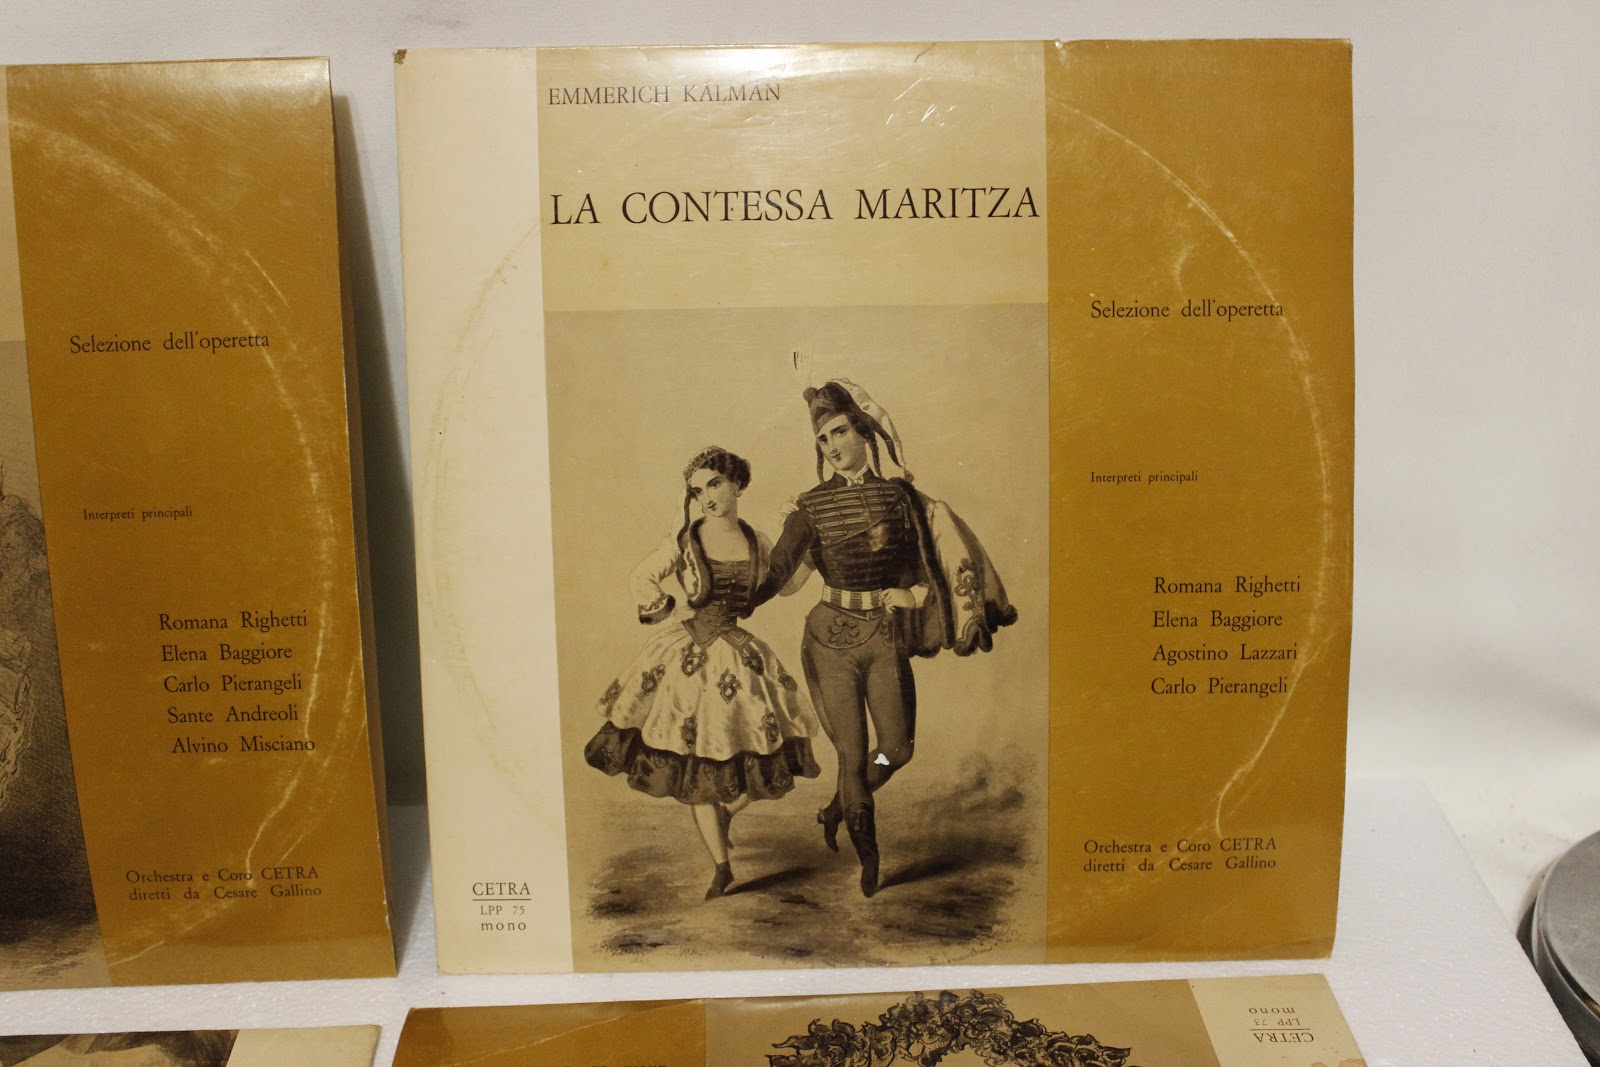 Selezione dell'operetta
Interpreti principali
Romana Righetti
Elena Baggiore
Carlo Pierangeli
Sante Andreoli
Alvino Misciano
Orchestra e Coro CETRA
diretti da Cesare Gallino
EMMERICH KÁLMÁN
LA CONTESSA MARITZA
Selezione dell'operetta
Interpreti principali
Romana Righetti
Elena Baggiore
Agostino Lazzari
Carlo Pierangeli
Orchestra e Coro CETRA
diretti da Cesare Gallino
CETRA
LPP 75
mono
CETRA
LPP 73
mono